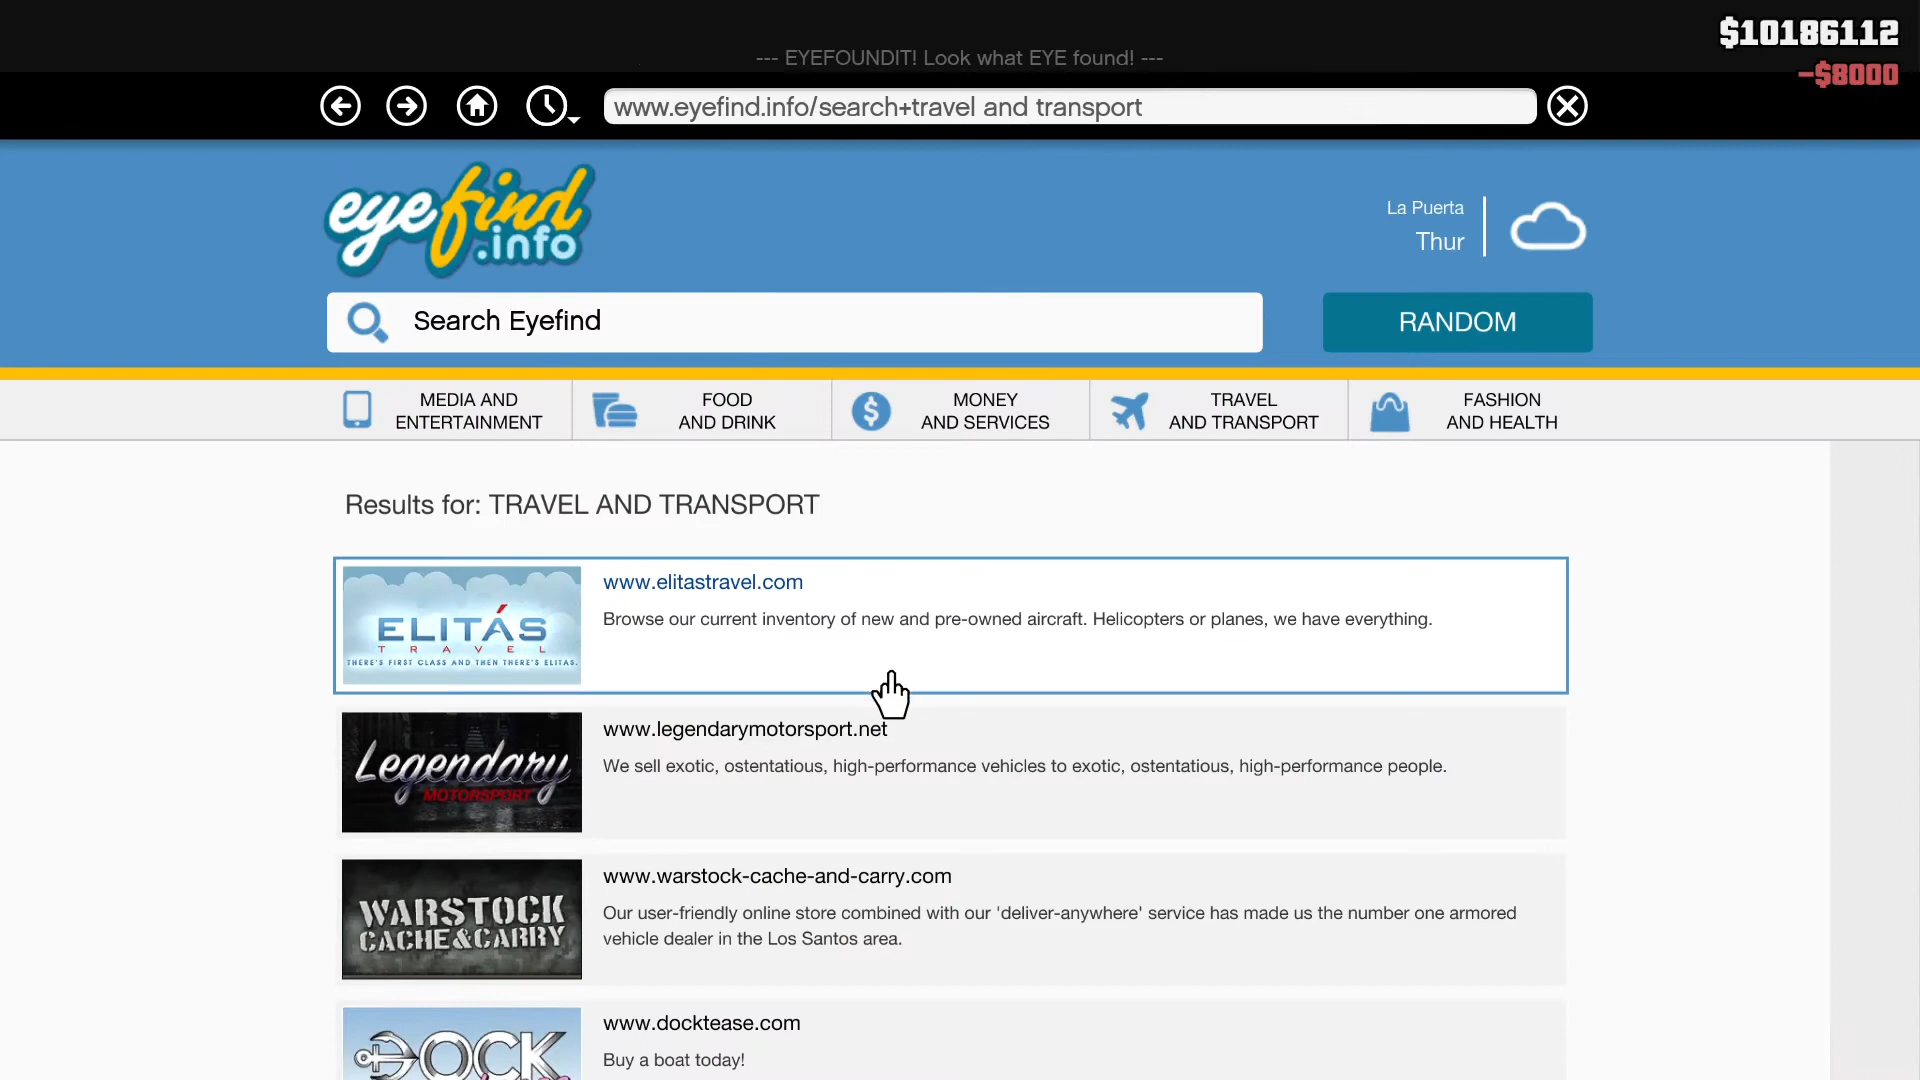 $10186112
--- EYEFOUNDIT! Look what EYE found! ---
-$8000
www.eyefind.info/search+travel and transport
eyefind
.info
La Puerta
Thur
Search Eyefind
RANDOM
MEDIA AND
ENTERTAINMENT
FOOD
AND DRINK
MONEY
AND SERVICES
TRAVEL
AND TRANSPORT
FASHION
AND HEALTH
Results for: TRAVEL AND TRANSPORT
ELITÁS
TRAVEL
THERE'S FIRST CLASS AND THEN THERE'S ELITAS.
www.elitastravel.com
Browse our current inventory of new and pre-owned aircraft. Helicopters or planes, we have everything.
Legendary
MOTORSPORT
www.legendarymotorsport.net
We sell exotic, ostentatious, high-performance vehicles to exotic, ostentatious, high-performance people.
WARSTOCK
CACHE&CARRY
www.warstock-cache-and-carry.com
Our user-friendly online store combined with our 'deliver-anywhere' service has made us the number one armored
vehicle dealer in the Los Santos area.
DOCK
www.docktease.com
Buy a boat today!